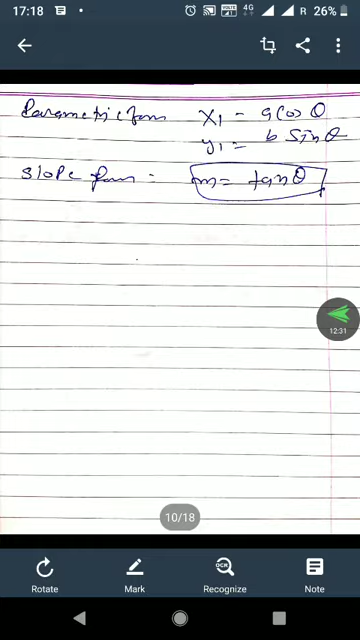 17:18 4G R 26%
Parametric form x1 = a cos θ
y1 = b sin θ
Slope form = m = tan θ
12:31
10/18
Rotate Mark Recognize Note
OCR